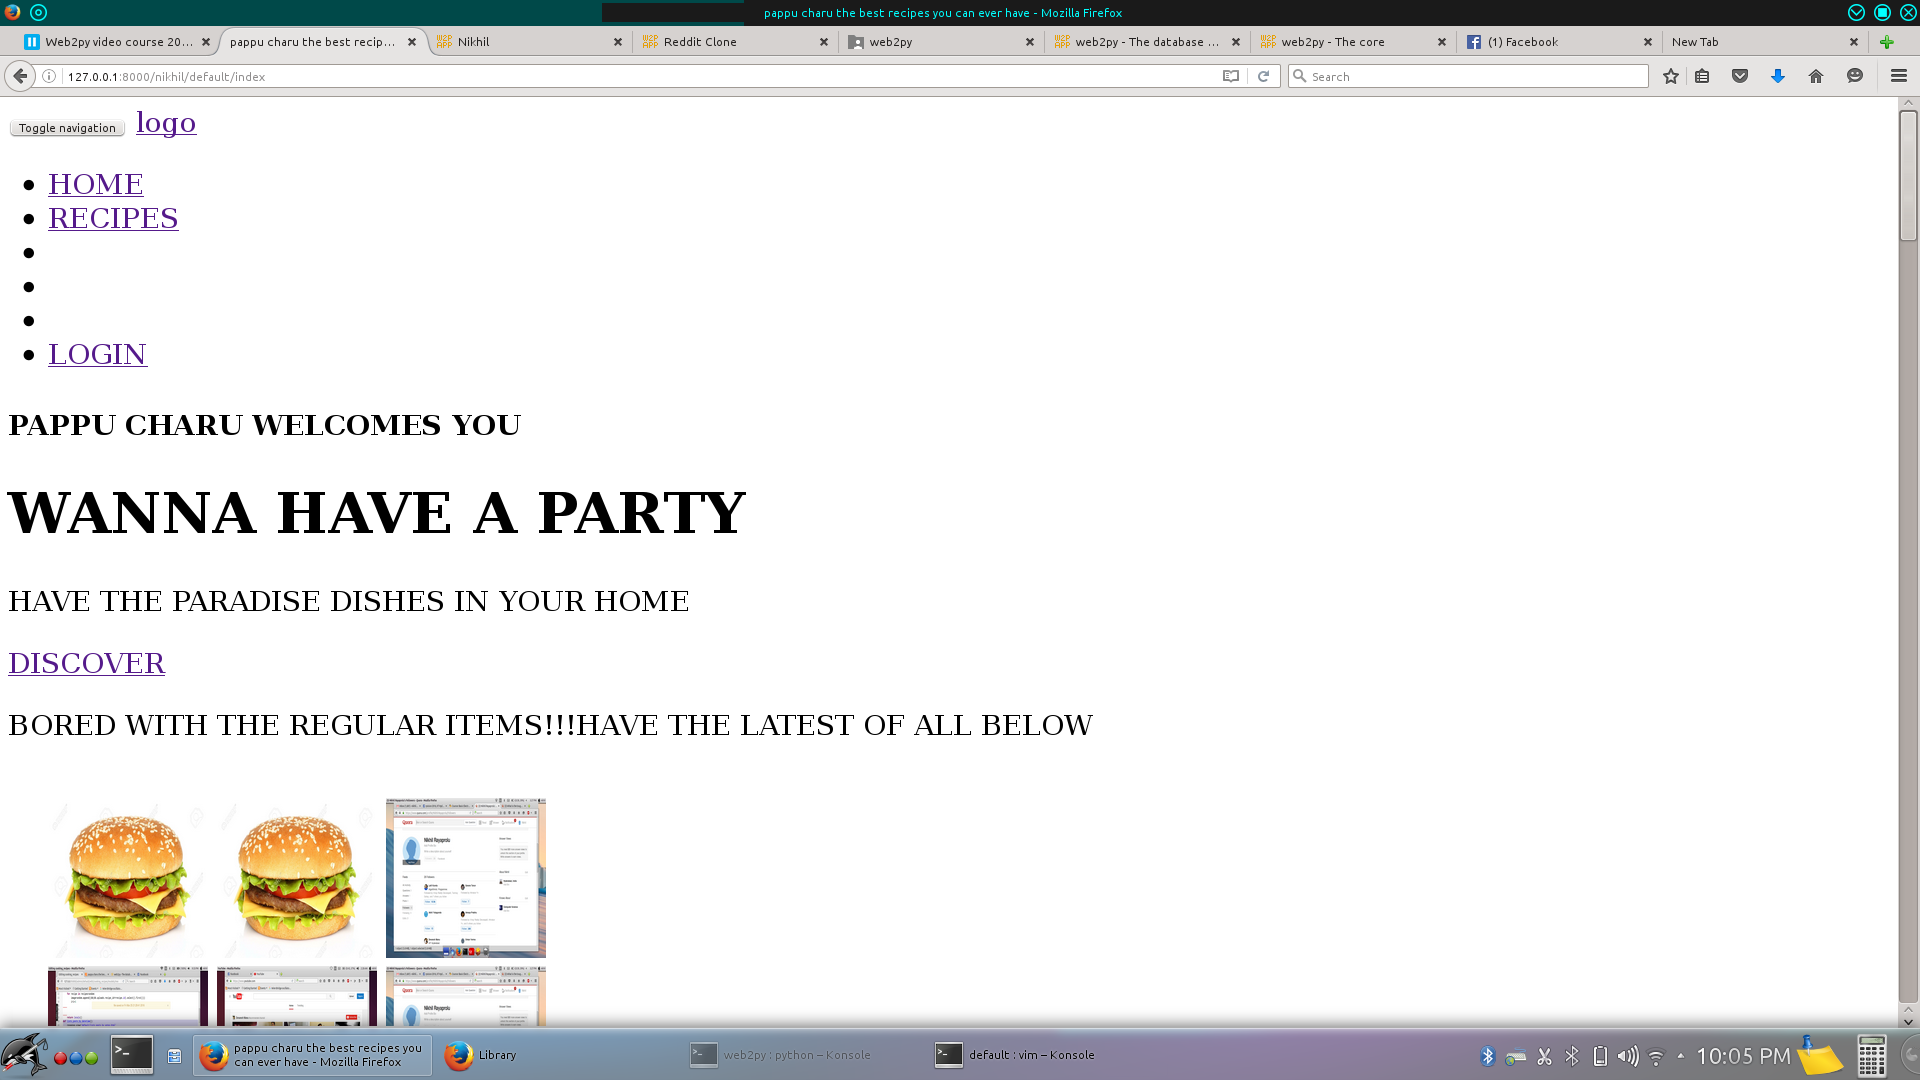 pappu charu the best recipes you can ever have - Mozilla Firefox
Web2py video course 20... pappu charu the best recip... Nikhil Reddit Clone web2py web2py - The database ... web2py - The core (1) Facebook New Tab
127.0.0.1:8000/nikhil/default/index Search
Toggle navigation logo
HOME
RECIPES
LOGIN
PAPPU CHARU WELCOMES YOU
WANNA HAVE A PARTY
HAVE THE PARADISE DISHES IN YOUR HOME
DISCOVER
BORED WITH THE REGULAR ITEMS!!!HAVE THE LATEST OF ALL BELOW
pappu charu the best recipes you
can ever have - Mozilla Firefox
Library
web2py : python – Konsole
default : vim – Konsole
10:05 PM